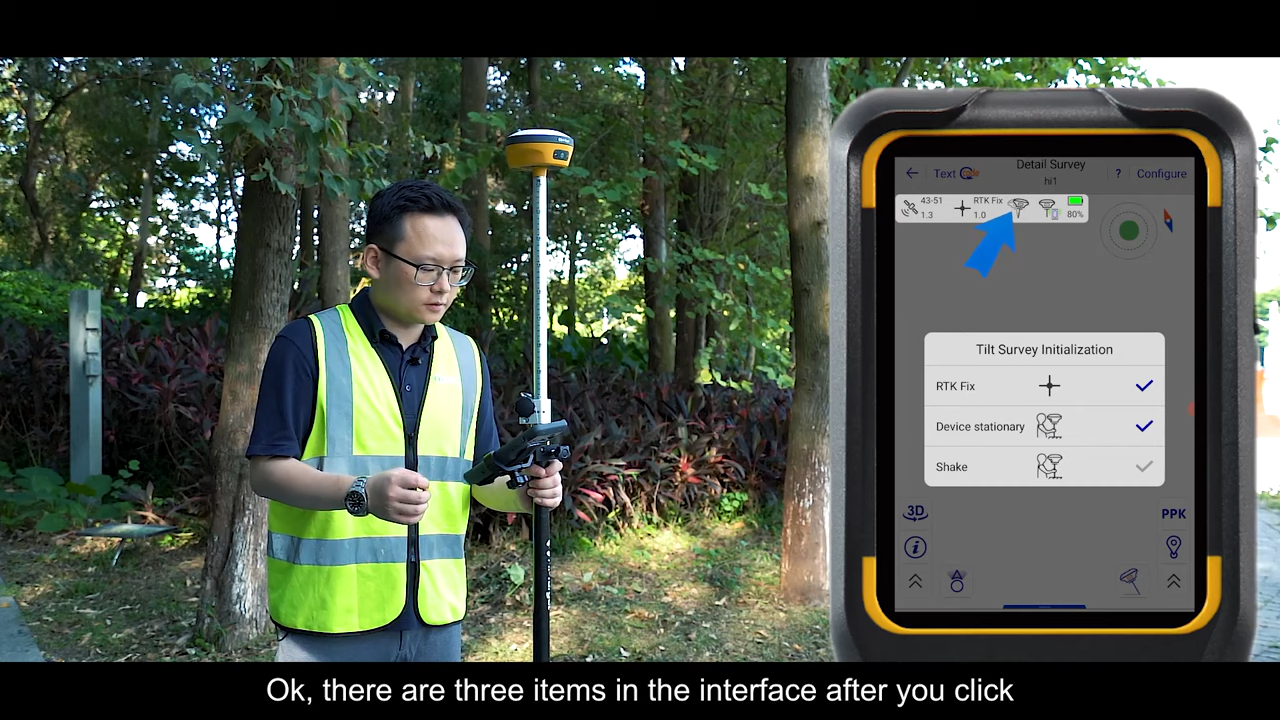 Detail Survey
Text Code
hi1
?
Configure
43-51
1.3
RTK Fix
1.0
80%
Tilt Survey Initialization
RTK Fix
Device stationary
Shake
3D
PPK
Ok, there are three items in the interface after you click